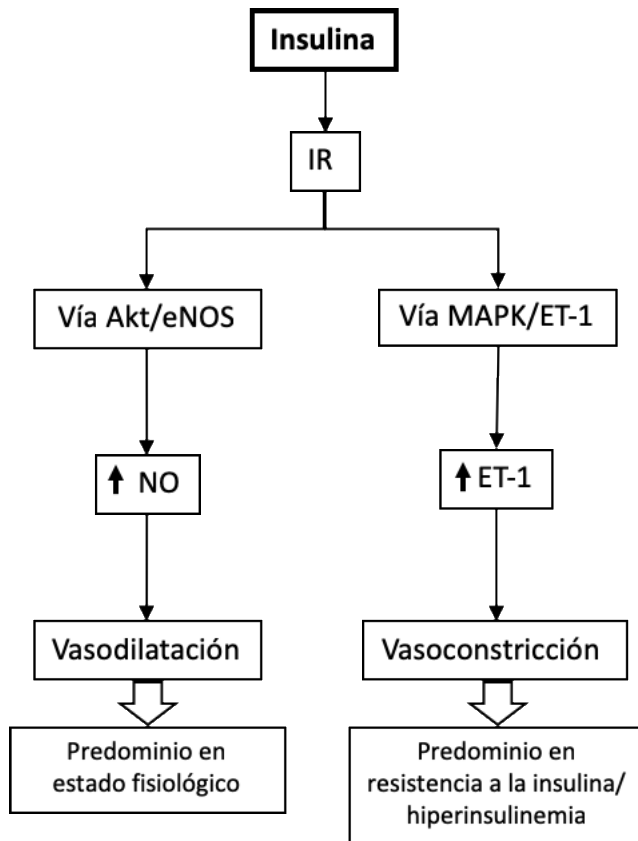 Insulina
IR
Vía Akt/eNOS
Vía MAPK/ET-1
NO
ET-1
Vasodilatación
Vasoconstricción
Predominio en
estado fisiológico
Predominio en
resistencia a la insulina/
hiperinsulinemia